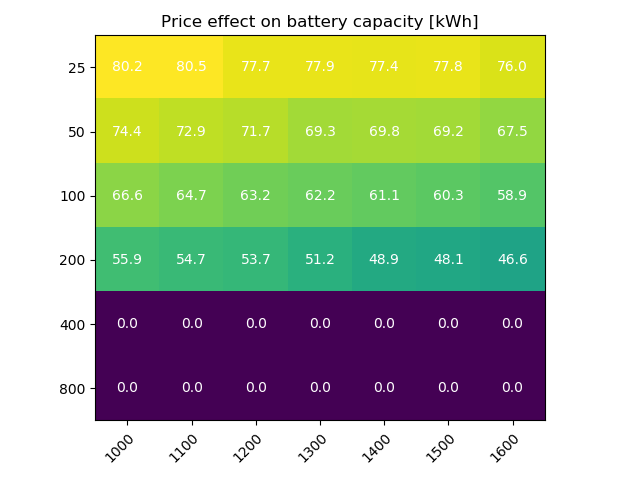 Price effect on battery capacity [kWh]
25 80.2 80.5 77.7 77.9 77.4 77.8 76.0
50 74.4 72.9 71.7 69.3 69.8 69.2 67.5
100 66.6 64.7 63.2 62.2 61.1 60.3 58.9
200 55.9 54.7 53.7 51.2 48.9 48.1 46.6
400 0.0 0.0 0.0 0.0 0.0 0.0 0.0
800 0.0 0.0 0.0 0.0 0.0 0.0 0.0
1000 1100 1200 1300 1400 1500 1600